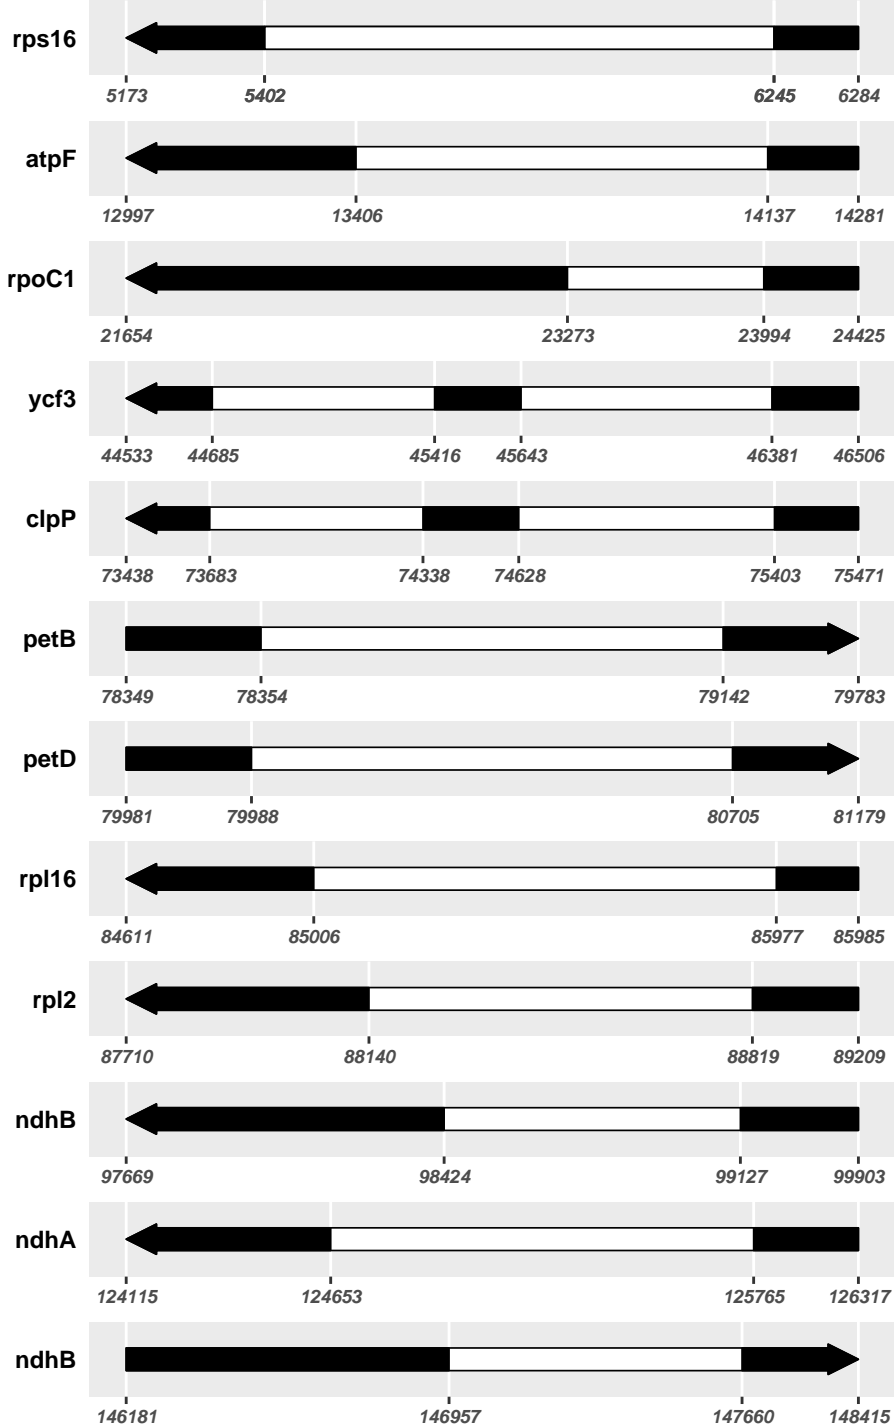 rps16
5173 5402 6245 6284
atpF
12997 13406 14137 14281
rpoC1
21654 23273 23994 24425
ycf3
44533 44685 45416 45643 46381 46506
clpP
73438 73683 74338 74628 75403 75471
petB
78349 78354 79142 79783
petD
79981 79988 80705 81179
rpl16
84611 85006 85977 85985
rpl2
87710 88140 88819 89209
ndhB
97669 98424 99127 99903
ndhA
124115 124653 125765 126317
ndhB
146181 146957 147660 148415